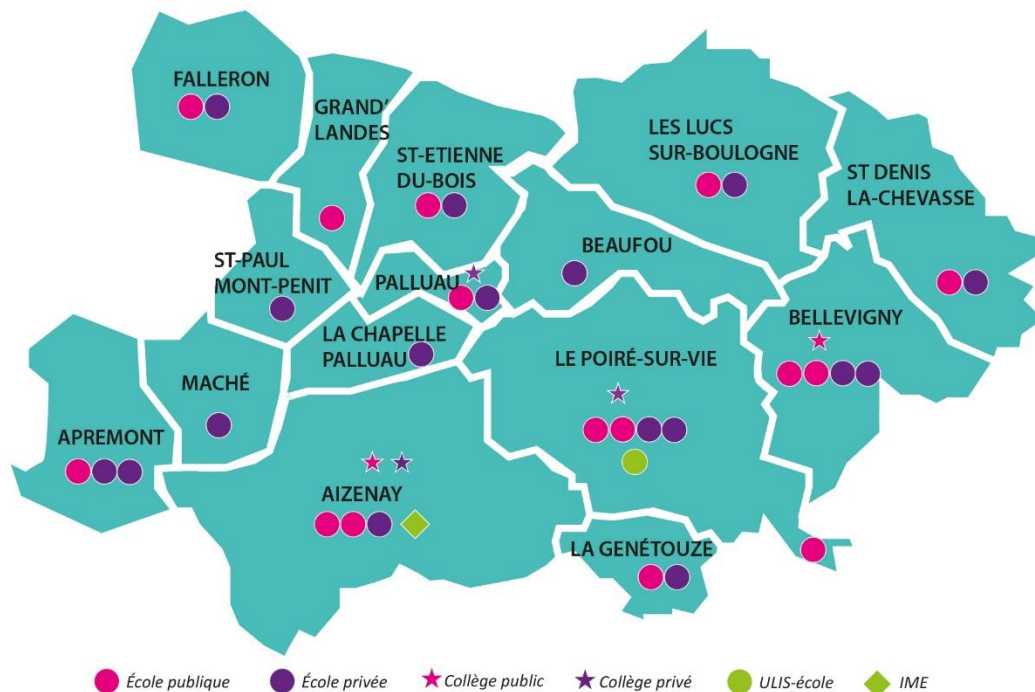 FALLERON
GRAND'
LANDES
ST-ETIENNE
DU-BOIS
LES LUCS
SUR-BOULOGNE
ST DENIS
LA-CHEVASSE
ST-PAUL
MONT-PENIT
PALLUAU
BEAUFOU
BELLEVIGNY
LA CHAPELLE
PALLUAU
LE POIRÉ-SUR-VIE
MACHÉ
APREMONT
AIZENAY
LA GENÉTOUZE
École publique
École privée
Collège public
Collège privé
ULIS-école
IME